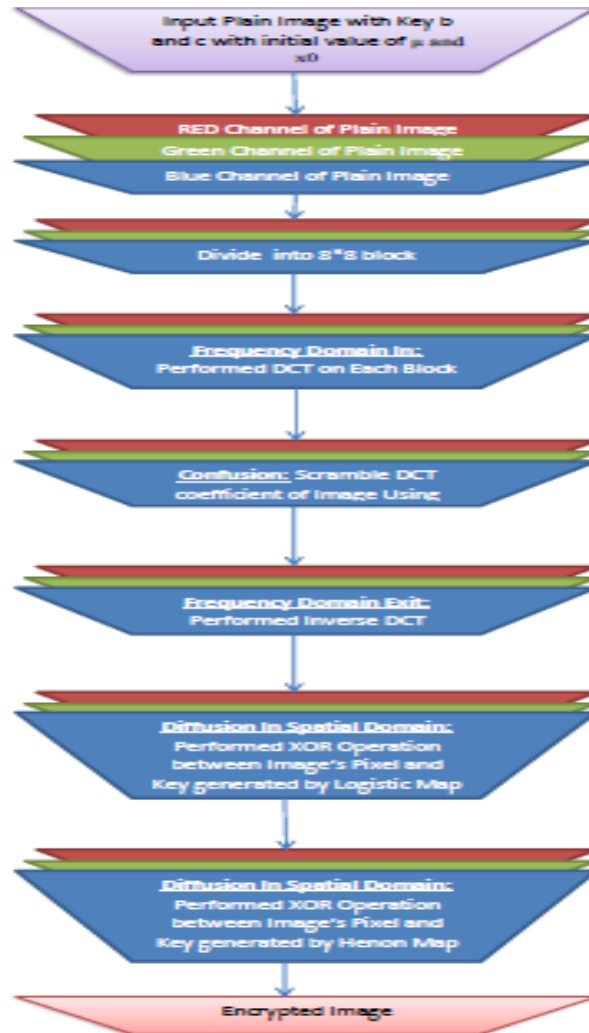 Input Plain Image with Key b
and c with initial value of μ and
x0
RED Channel of Plain Image
Green Channel of Plain Image
Blue Channel of Plain Image
Divide into 8*8 block
Frequency Domain In:
Performed DCT on Each Block
Confusion: Scramble DCT
coefficient of Image Using
Frequency Domain Exit:
Performed Inverse DCT
Diffusion In Spatial Domain:
Performed XOR Operation
between Image's Pixel and
Key generated by Logistic Map
Diffusion In Spatial Domain:
Performed XOR Operation
between Image's Pixel and
Key generated by Henon Map
Encrypted Image